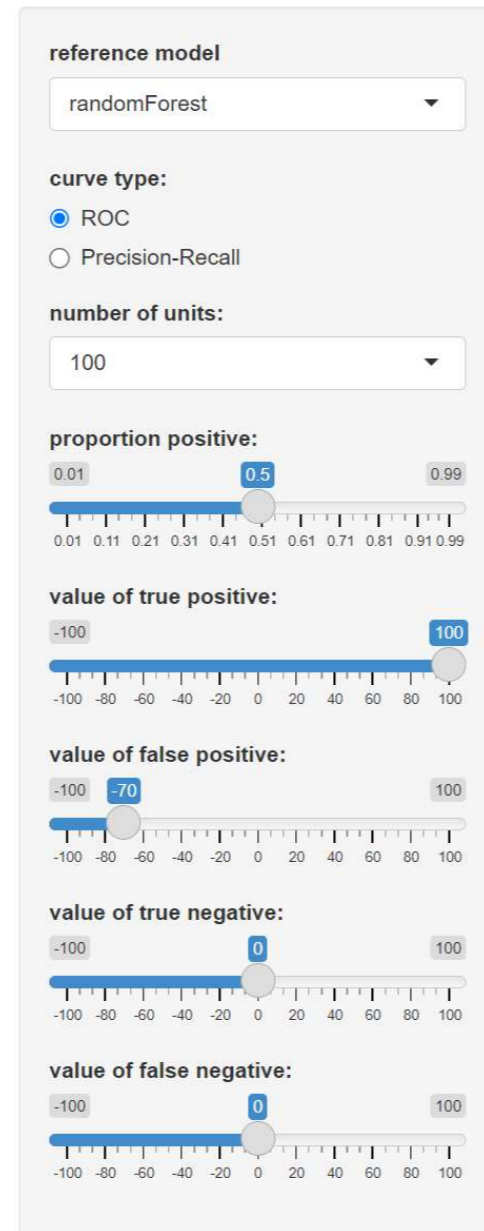 reference model
randomForest
curve type:
ROC
Precision-Recall
number of units:
100
proportion positive:
0.01 0.5 0.99
0.01 0.11 0.21 0.31 0.41 0.51 0.61 0.71 0.81 0.91 0.99
value of true positive:
-100 100
-100 -80 -60 -40 -20 0 20 40 60 80 100
value of false positive:
-100 -70 100
-100 -80 -60 -40 -20 0 20 40 60 80 100
value of true negative:
-100 0 100
-100 -80 -60 -40 -20 0 20 40 60 80 100
value of false negative:
-100 0 100
-100 -80 -60 -40 -20 0 20 40 60 80 100